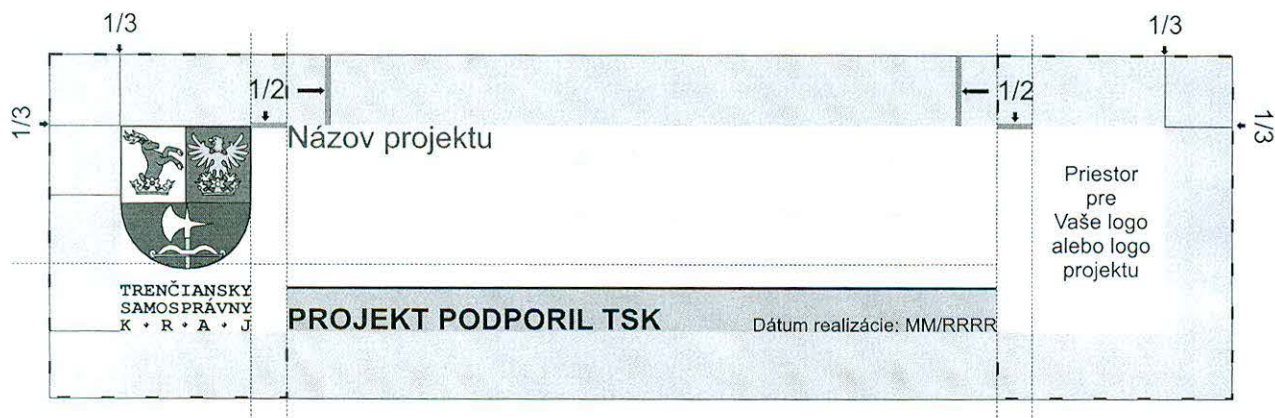 1/3
1/3
1/2
1/2
1/3
1/3
Názov projektu
Priestor
pre
Vaše logo
alebo logo
projektu
TRENČIANSKY
SAMOSPRÁVNY
K · R · A · J
PROJEKT PODPORIL TSK
Dátum realizácie: MM/RRRR